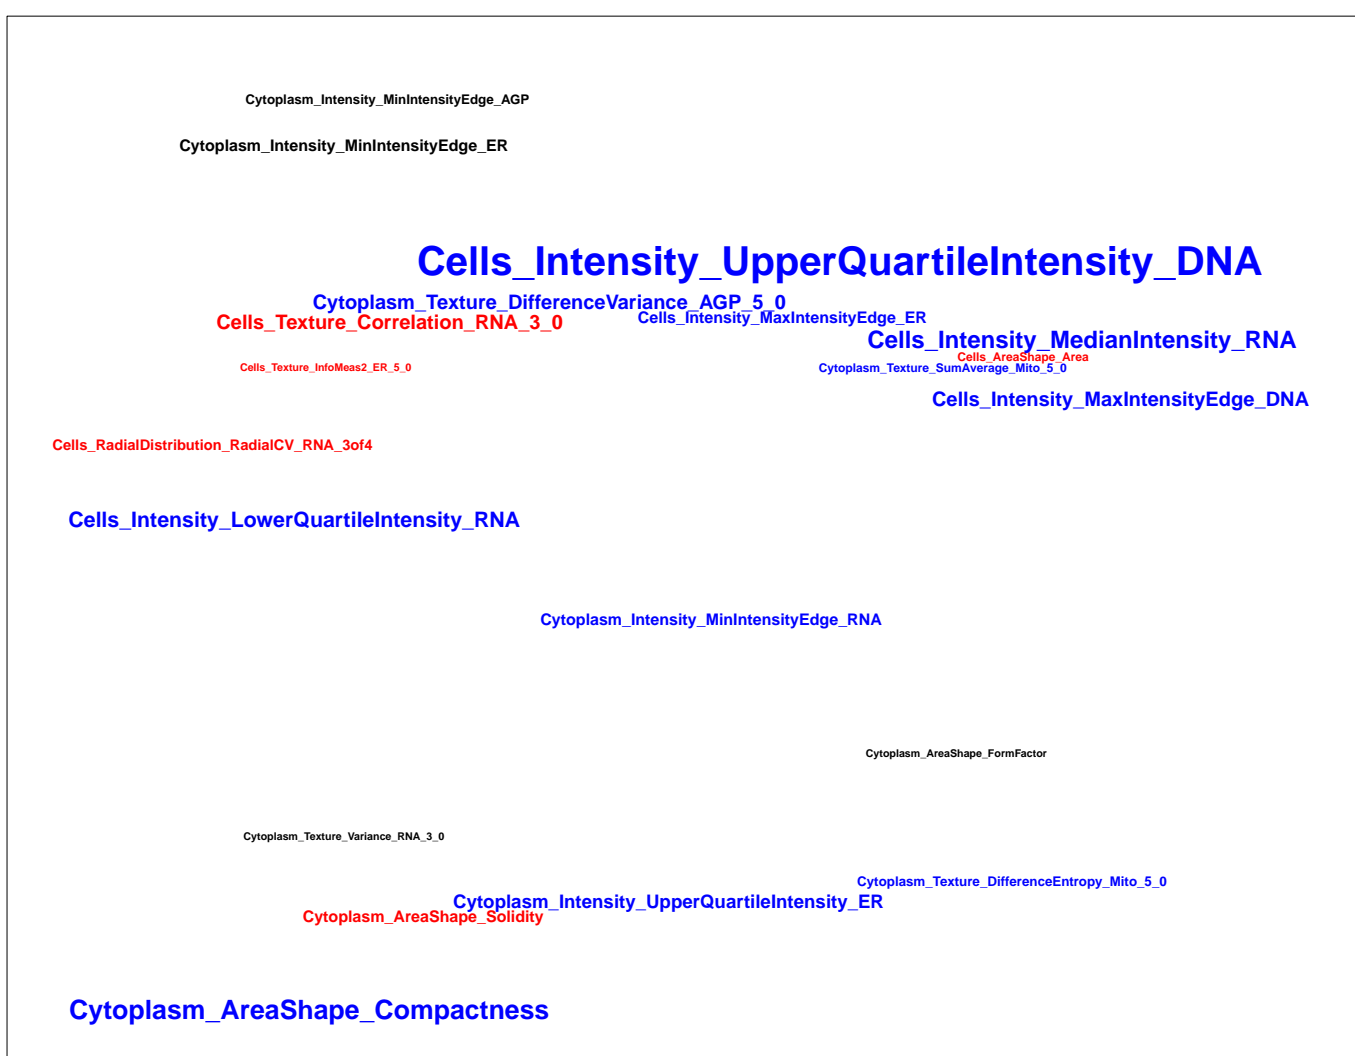 Cytoplasm_Intensity_MinIntensityEdge_AGP
Cytoplasm_Intensity_MinIntensityEdge_ER
Cells_Intensity_UpperQuartileIntensity_DNA
Cytoplasm_Texture_DifferenceVariance_AGP_5_0
Cells_Intensity_MaxIntensityEdge_ER
Cells_Texture_Correlation_RNA_3_0
Cells_Intensity_MedianIntensity_RNA
Cells_AreaShape_Area
Cells_Texture_InfoMeas2_ER_5_0
Cytoplasm_Texture_SumAverage_Mito_5_0
Cells_Intensity_MaxIntensityEdge_DNA
Cells_RadialDistribution_RadialCV_RNA_3of4
Cells_Intensity_LowerQuartileIntensity_RNA
Cytoplasm_Intensity_MinIntensityEdge_RNA
Cytoplasm_AreaShape_FormFactor
Cytoplasm_Texture_Variance_RNA_3_0
Cytoplasm_Texture_DifferenceEntropy_Mito_5_0
Cytoplasm_Intensity_UpperQuartileIntensity_ER
Cytoplasm_AreaShape_Solidity
Cytoplasm_AreaShape_Compactness